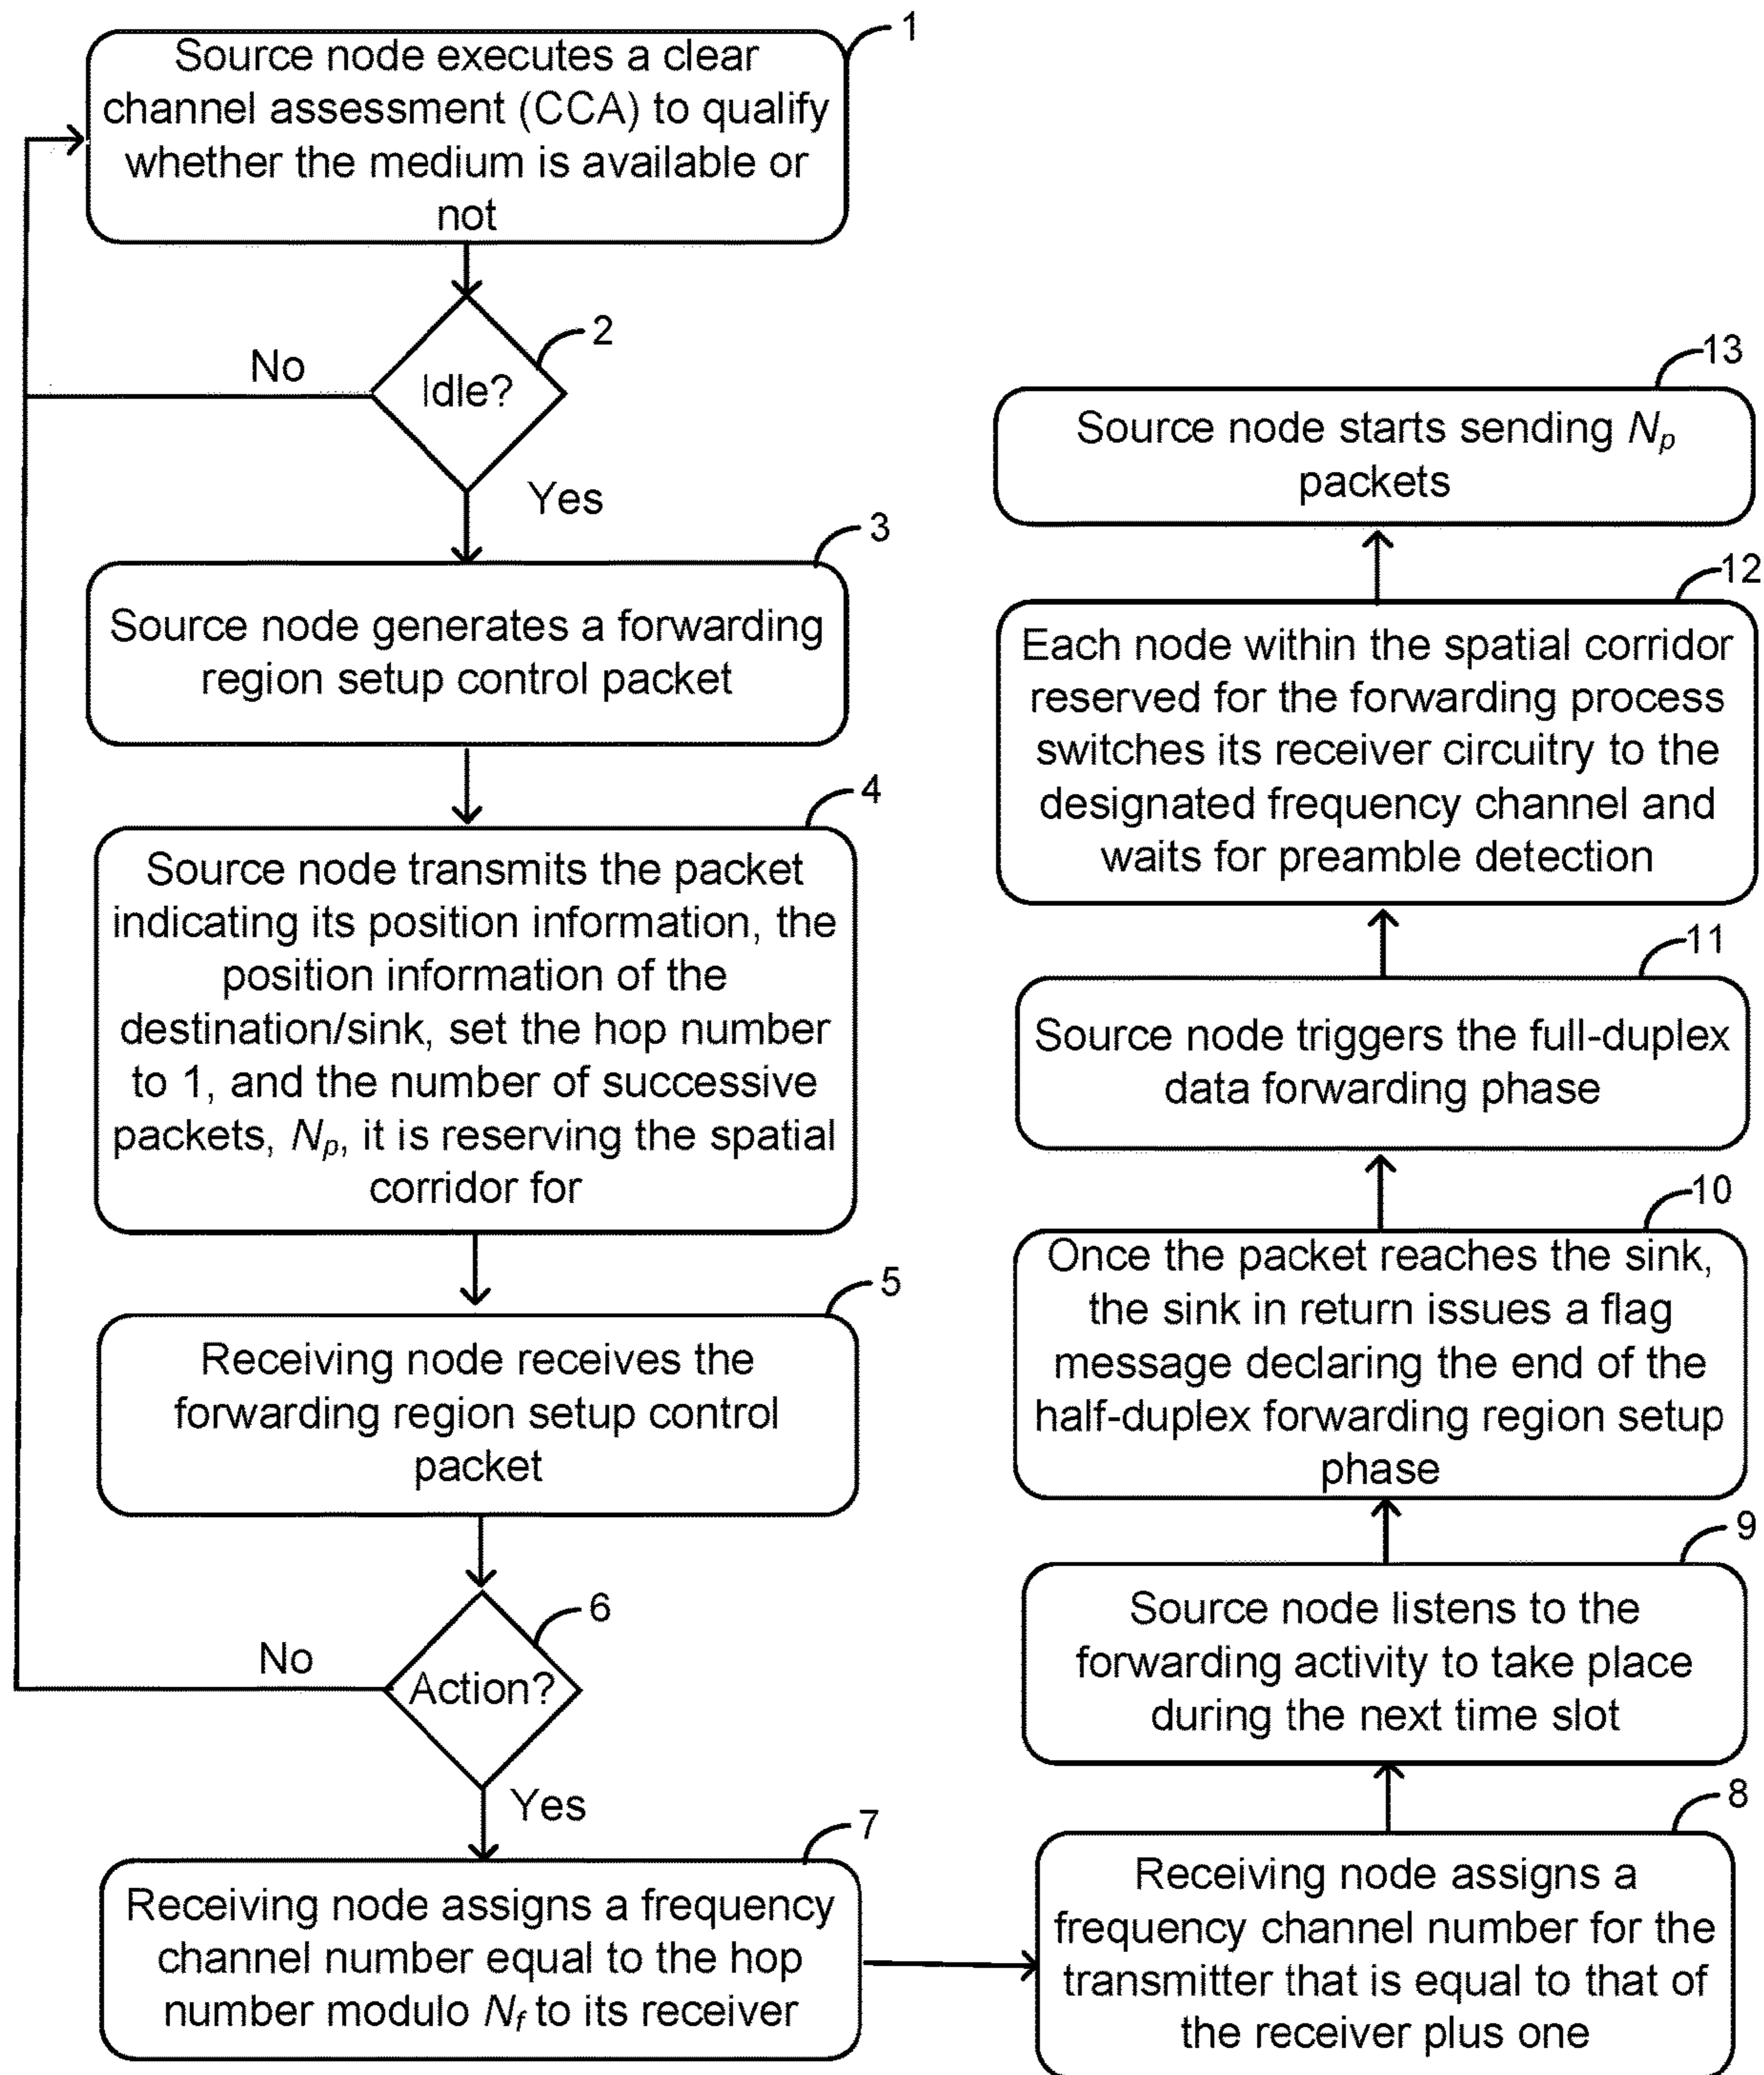 1
Source node executes a clear
channel assessment (CCA) to qualify
whether the medium is available or
not
2
Idle?
No
Yes
3
Source node generates a forwarding
region setup control packet
4
Source node transmits the packet
indicating its position information, the
position information of the
destination/sink, set the hop number
to 1, and the number of successive
packets, Np, it is reserving the spatial
corridor for
5
Receiving node receives the
forwarding region setup control
packet
6
Action?
No
Yes
7
Receiving node assigns a frequency
channel number equal to the hop
number modulo Nf to its receiver
8
Receiving node assigns a
frequency channel number for the
transmitter that is equal to that of
the receiver plus one
9
Source node listens to the
forwarding activity to take place
during the next time slot
10
Once the packet reaches the sink,
the sink in return issues a flag
message declaring the end of the
half-duplex forwarding region setup
phase
11
Source node triggers the full-duplex
data forwarding phase
12
Each node within the spatial corridor
reserved for the forwarding process
switches its receiver circuitry to the
designated frequency channel and
waits for preamble detection
13
Source node starts sending Np
packets